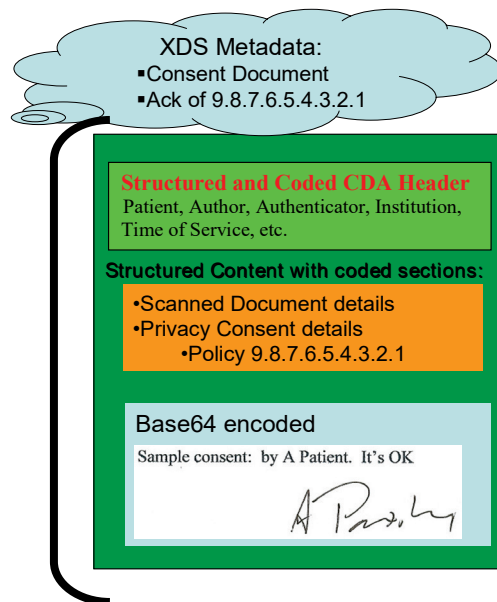 XDS Metadata:
▪Consent Document
▪Ack of 9.8.7.6.5.4.3.2.1
Structured and Coded CDA Header
Patient, Author, Authenticator, Institution,
Time of Service, etc.
Structured Content with coded sections:
•Scanned Document details
•Privacy Consent details
•Policy 9.8.7.6.5.4.3.2.1
Base64 encoded
Sample consent: by A Patient. It's OK